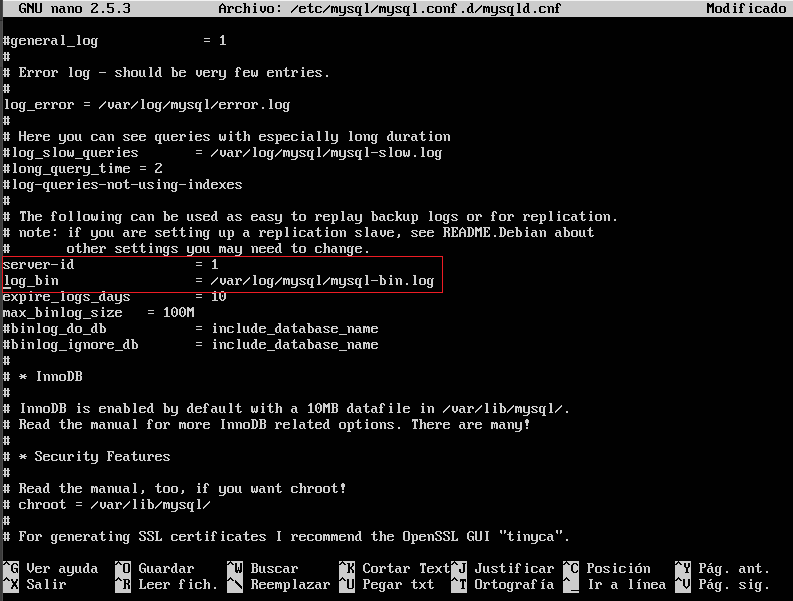 GNU nano 2.5.3 Archivo: /etc/mysql/mysql.conf.d/mysqld.cnf Modificado
#general_log = 1
#
# Error log - should be very few entries.
#
log_error = /var/log/mysql/error.log
#
# Here you can see queries with especially long duration
#log_slow_queries = /var/log/mysql/mysql-slow.log
#long_query_time = 2
#log-queries-not-using-indexes
#
# The following can be used as easy to replay backup logs or for replication.
# note: if you are setting up a replication slave, see README.Debian about
# other settings you may need to change.
server-id = 1
log_bin = /var/log/mysql/mysql-bin.log
expire_logs_days = 10
max_binlog_size = 100M
#binlog_do_db = include_database_name
#binlog_ignore_db = include_database_name
#
# * InnoDB
#
# InnoDB is enabled by default with a 10MB datafile in /var/lib/mysql/.
# Read the manual for more InnoDB related options. There are many!
#
# * Security Features
#
# Read the manual, too, if you want chroot!
# chroot = /var/lib/mysql/
#
# For generating SSL certificates I recommend the OpenSSL GUI "tinyca".
^G Ver ayuda ^O Guardar ^W Buscar ^K Cortar Text ^J Justificar ^C Posición ^Y Pág. ant.
^X Salir ^R Leer fich. ^\ Reemplazar ^U Pegar txt ^T Ortografía ^_ Ir a línea ^V Pág. sig.